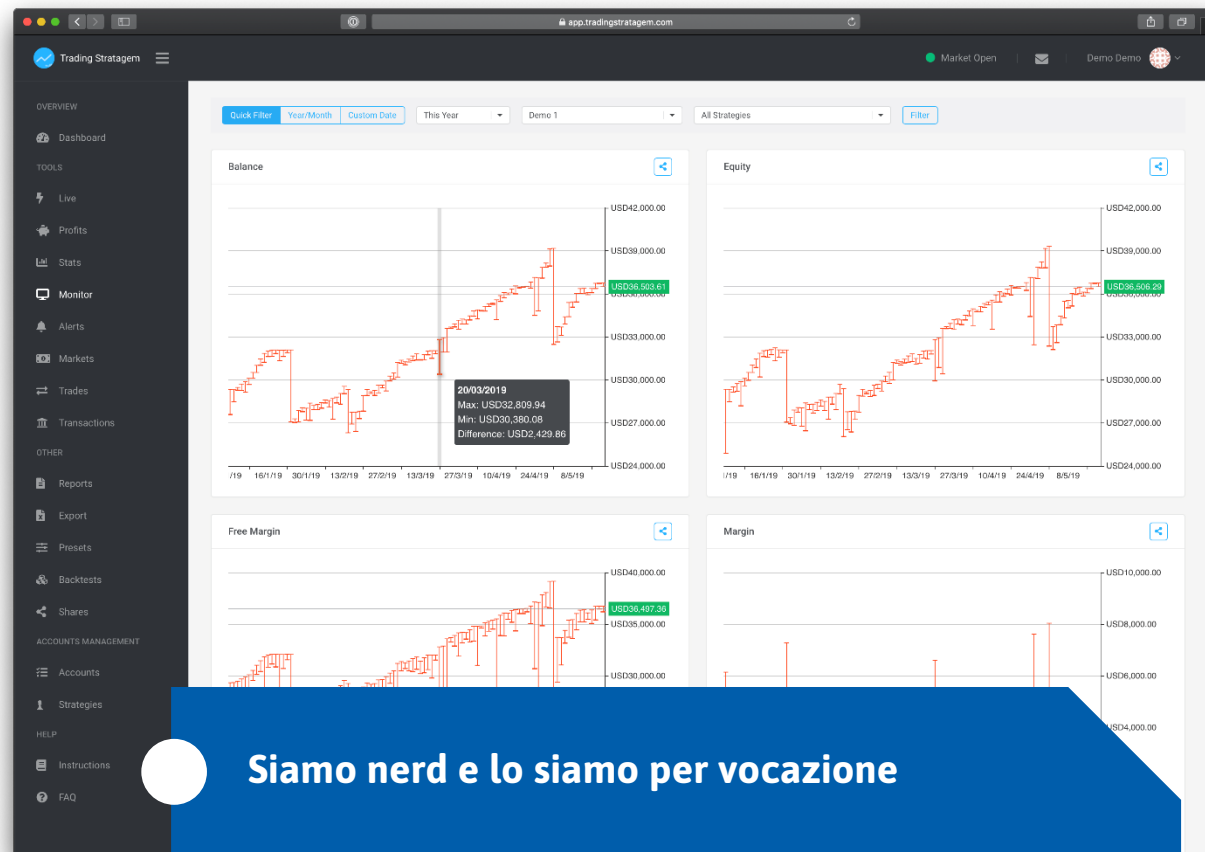 app.tradingstratagem.com
Trading Stratagem
Market Open
Demo Demo
OVERVIEW
Dashboard
TOOLS
Live
Profits
Stats
Monitor
Alerts
Markets
Trades
Transactions
OTHER
Reports
Export
Presets
Backtests
Shares
ACCOUNTS MANAGEMENT
Accounts
Strategies
HELP
Instructions
FAQ
Quick Filter Year/Month Custom Date This Year Demo 1 All Strategies Filter
Balance
USD42,000.00
USD39,000.00
USD36,503.61
USD36,000.00
USD33,000.00
USD30,000.00
USD27,000.00
USD24,000.00
20/03/2019
Max: USD32,809.94
Min: USD30,380.08
Difference: USD2,429.86
/19 16/1/19 30/1/19 13/2/19 27/2/19 13/3/19 27/3/19 10/4/19 24/4/19 8/5/19
Equity
USD42,000.00
USD39,000.00
USD36,506.29
USD36,000.00
USD33,000.00
USD30,000.00
USD27,000.00
USD24,000.00
/19 16/1/19 30/1/19 13/2/19 27/2/19 13/3/19 27/3/19 10/4/19 24/4/19 8/5/19
Free Margin
USD40,000.00
USD36,497.36
USD35,000.00
USD30,000.00
Margin
USD10,000.00
USD8,000.00
USD6,000.00
USD4,000.00
Siamo nerd e lo siamo per vocazione